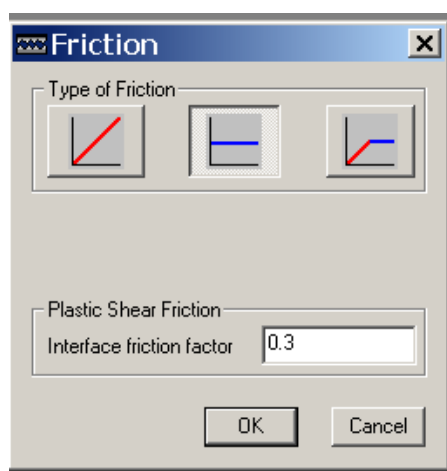 Friction
Type of Friction
Plastic Shear Friction
Interface friction factor 0.3
OK Cancel